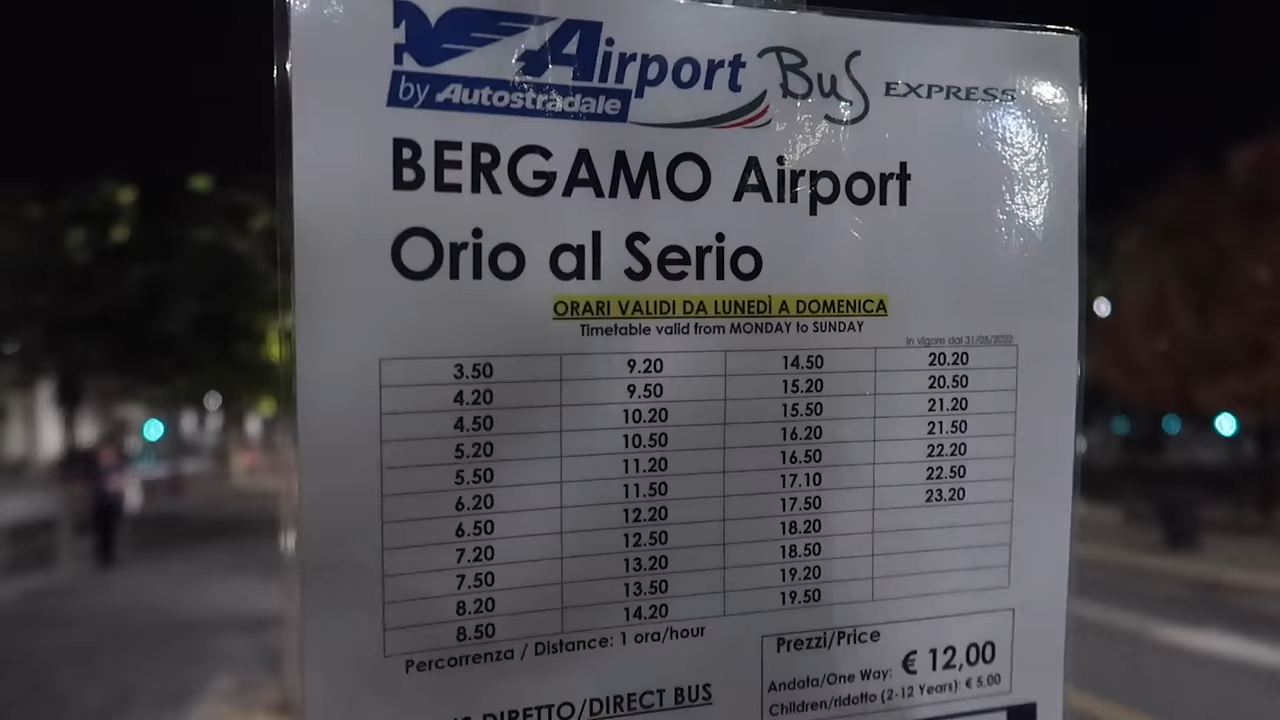 Airport Bus EXPRESS
by Autostradale
BERGAMO Airport
Orio al Serio
ORARI VALIDI DA LUNEDÌ A DOMENICA
Timetable valid from MONDAY to SUNDAY
in vigore dal 31/05/2022
3.50 9.20 14.50 20.20
4.20 9.50 15.20 20.50
4.50 10.20 15.50 21.20
5.20 10.50 16.20 21.50
5.50 11.20 16.50 22.20
6.20 11.50 17.10 22.50
6.50 12.20 17.50 23.20
7.20 12.50 18.20
7.50 13.20 18.50
8.20 13.50 19.20
8.50 14.20 19.50
Percorrenza / Distance: 1 ora/hour
Prezzi/Price
Andata/One Way: € 12,00
Children/ridotto (2-12 Years): € 5.00
DIRETTO/DIRECT BUS